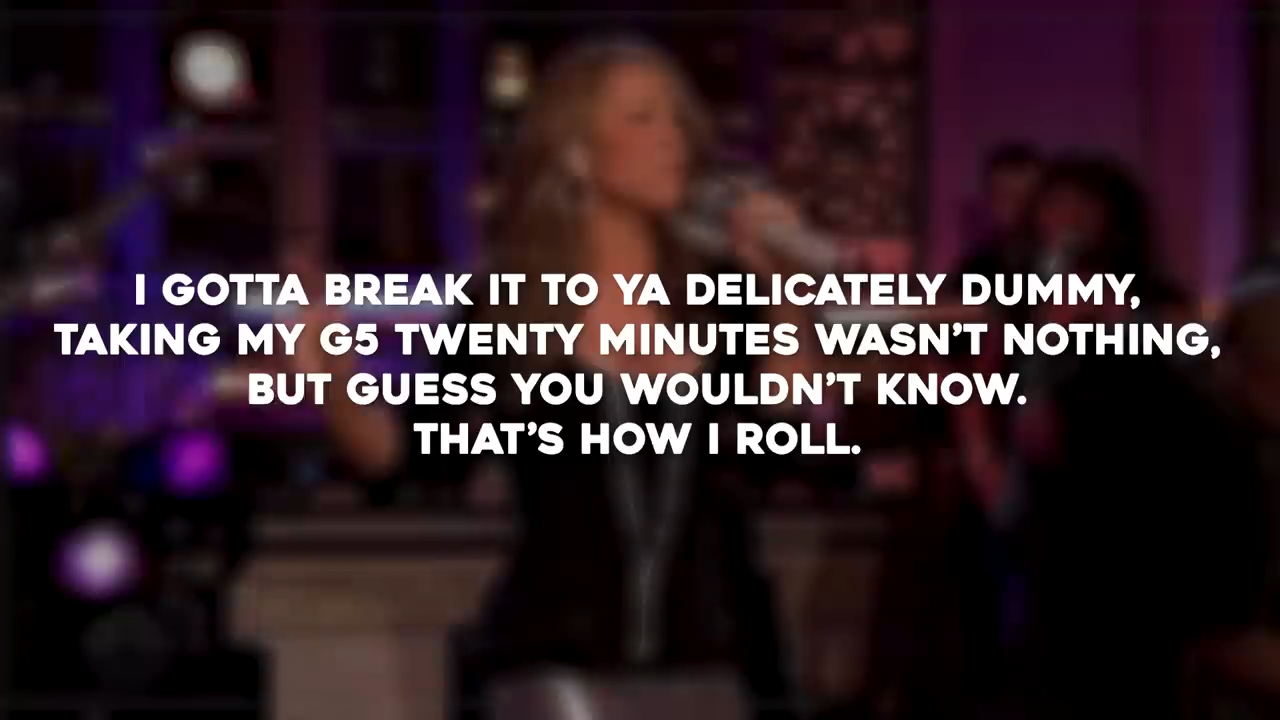 I GOTTA BREAK IT TO YA DELICATELY DUMMY,
TAKING MY G5 TWENTY MINUTES WASN'T NOTHING,
BUT GUESS YOU WOULDN'T KNOW.
THAT'S HOW I ROLL.